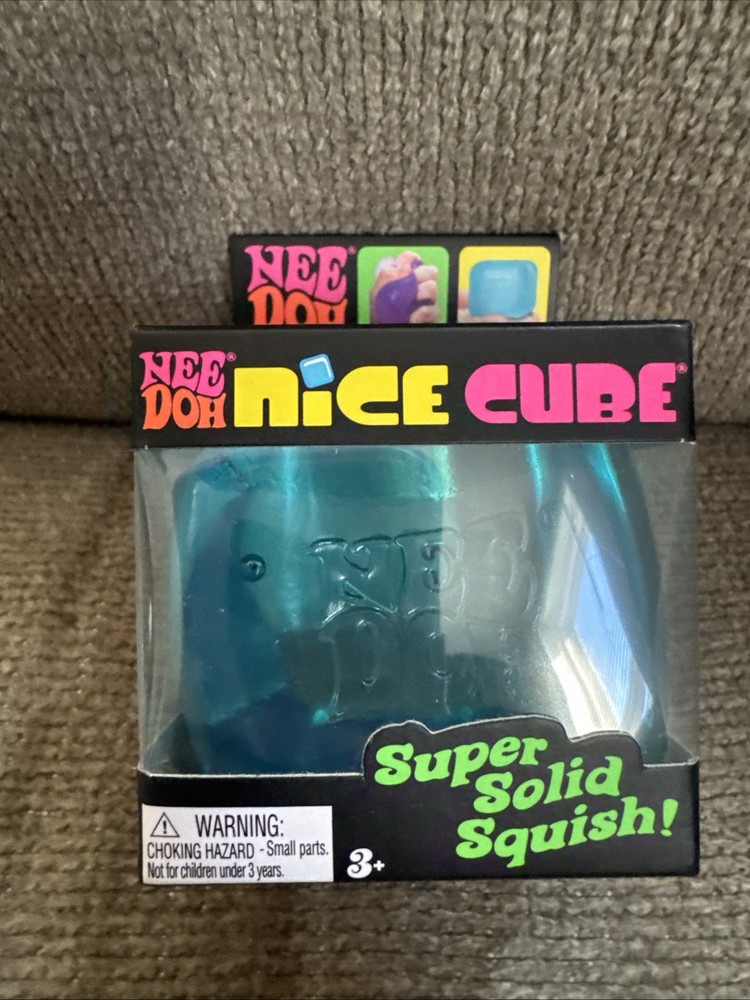 NEE®
DOH
NEE®
DOH
NiCE CUBE®
NEE
DOH
Super
Solid
Squish!
WARNING:
CHOKING HAZARD - Small parts.
Not for children under 3 years.
3+